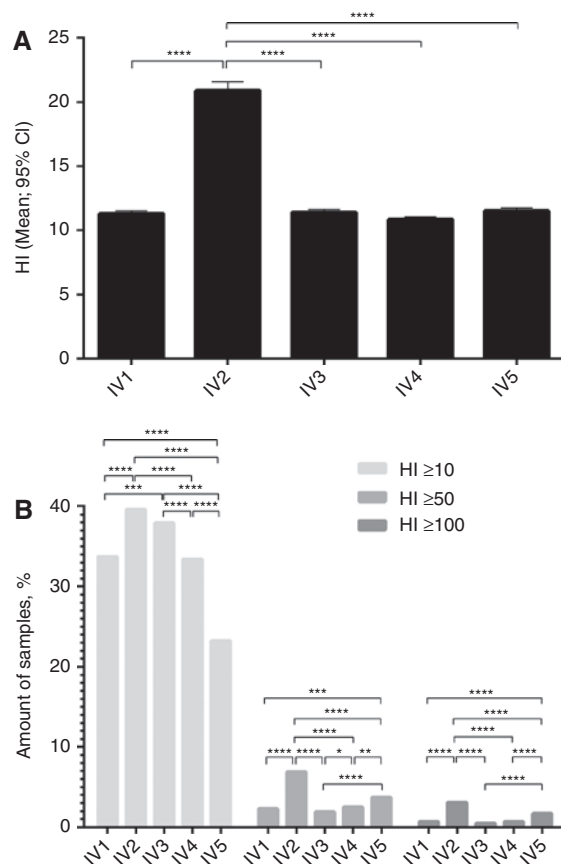 A
HI (Mean; 95% CI)
25
20
15
10
5
0
****
****
****
****
IV1
IV2
IV3
IV4
IV5
B
Amount of samples, %
40
30
20
10
0
HI ≥10
HI ≥50
HI ≥100
****
****
**** ****
*** ****
**** ****
***
****
****
**** **** * **
****
****
****
****
**** **** ****
****
IV1 IV2 IV3 IV4 IV5 IV1 IV2 IV3 IV4 IV5 IV1 IV2 IV3 IV4 IV5